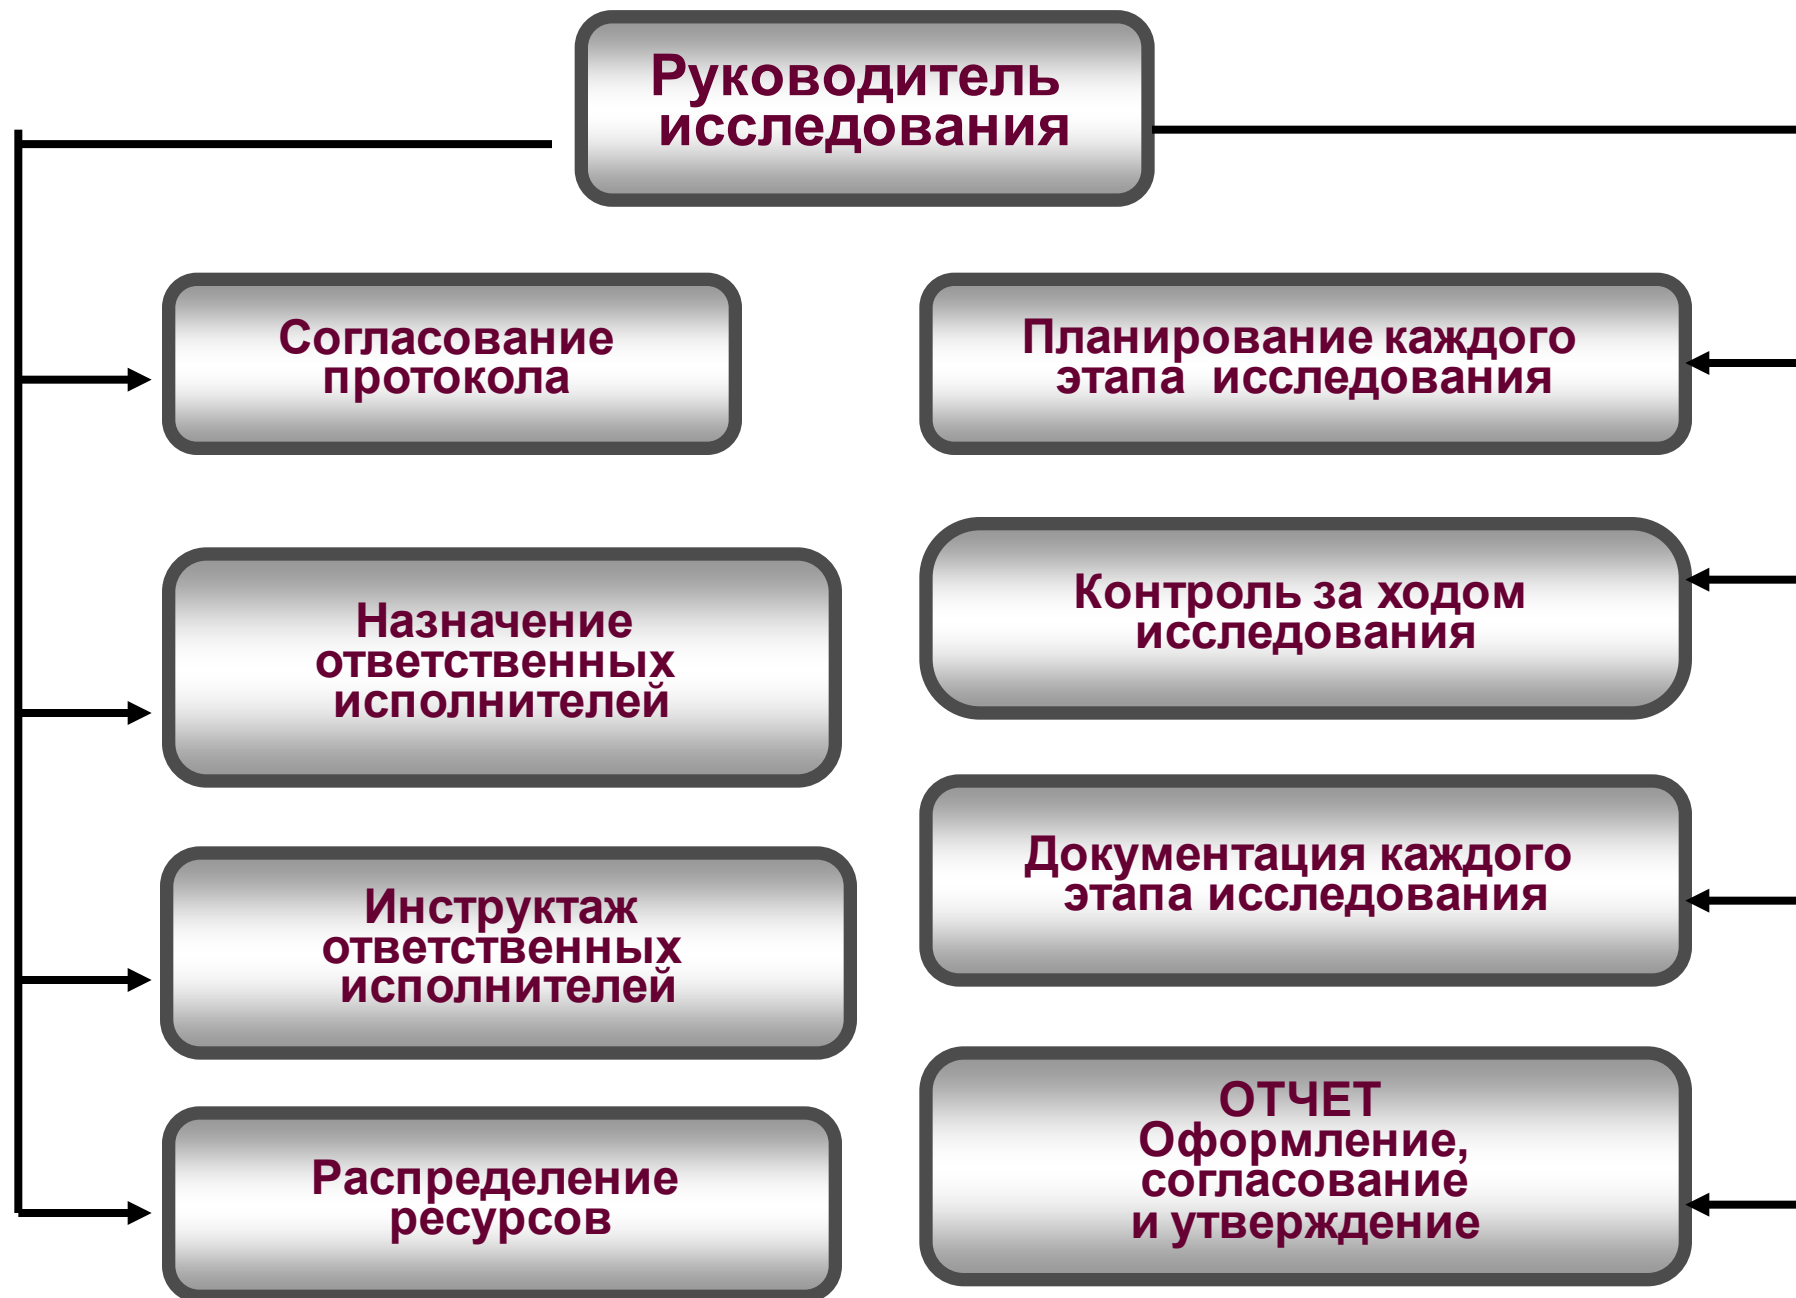 Руководитель
исследования
Согласование
протокола
Назначение
ответственных
исполнителей
Инструктаж
ответственных
исполнителей
Распределение
ресурсов
Планирование каждого
этапа исследования
Контроль за ходом
исследования
Документация каждого
этапа исследования
ОТЧЕТ
Оформление,
согласование
и утверждение